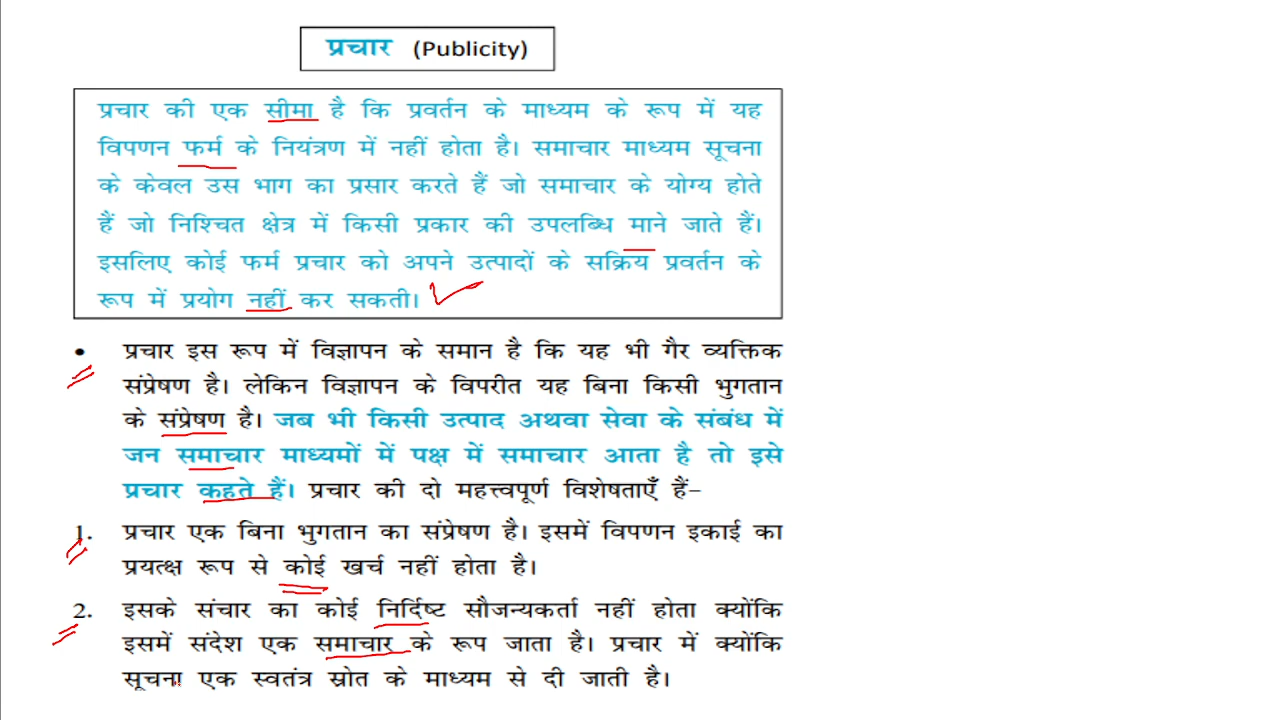 प्रचार (Publicity)
प्रचार की एक सीमा है कि प्रवर्तन के माध्यम के रूप में यह
विपणन फर्म के नियंत्रण में नहीं होता है। समाचार माध्यम सूचना
के केवल उस भाग का प्रसार करते हैं जो समाचार के योग्य होते
हैं जो निश्चित क्षेत्र में किसी प्रकार की उपलब्धि माने जाते हैं।
इसलिए कोई फर्म प्रचार को अपने उत्पादों के सक्रिय प्रवर्तन के
रूप में प्रयोग नहीं कर सकती।
• प्रचार इस रूप में विज्ञापन के समान है कि यह भी गैर व्यक्तिक
संप्रेषण है। लेकिन विज्ञापन के विपरीत यह बिना किसी भुगतान
के संप्रेषण है। जब भी किसी उत्पाद अथवा सेवा के संबंध में
जन समाचार माध्यमों में पक्ष में समाचार आता है तो इसे
प्रचार कहते हैं। प्रचार की दो महत्त्वपूर्ण विशेषताएँ हैं–
1. प्रचार एक बिना भुगतान का संप्रेषण है। इसमें विपणन इकाई का
प्रयत्क्ष रूप से कोई खर्च नहीं होता है।
2. इसके संचार का कोई निर्दिष्ट सौजन्यकर्ता नहीं होता क्योंकि
इसमें संदेश एक समाचार के रूप जाता है। प्रचार में क्योंकि
सूचना एक स्वतंत्र स्रोत के माध्यम से दी जाती है।